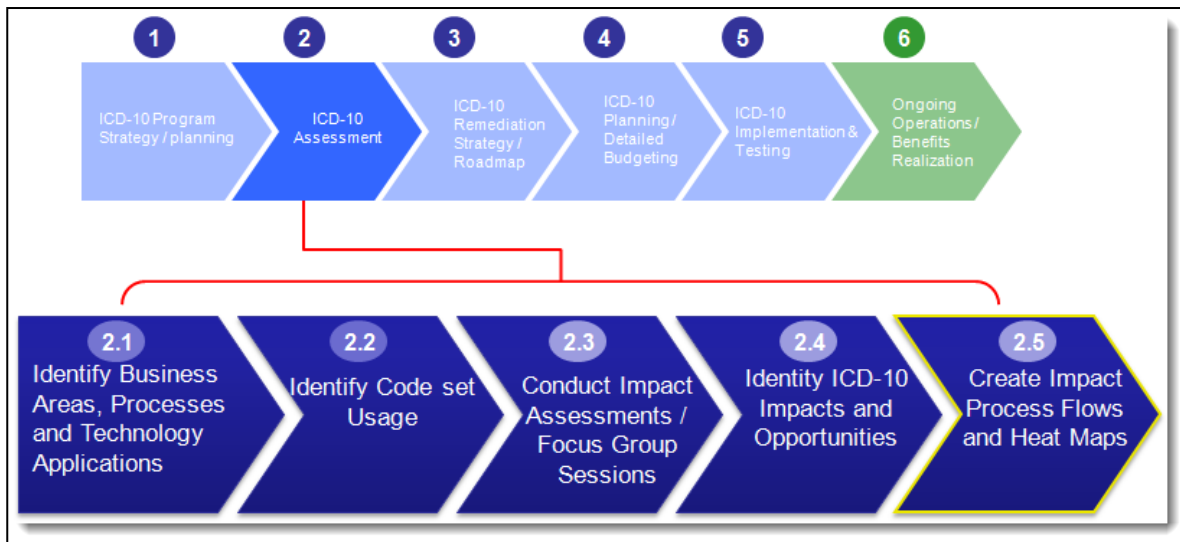 1
2
3
4
5
6
ICD-10 Program
Strategy / planning
ICD-10
Assessment
ICD-10
Remediation
Strategy /
Roadmap
ICD-10
Planning /
Detailed
Budgeting
ICD-10
Implementation &
Testing
Ongoing
Operations /
Benefits
Realization
2.1
Identify Business
Areas, Processes
and Technology
Applications
2.2
Identify Code set
Usage
2.3
Conduct Impact
Assessments /
Focus Group
Sessions
2.4
Identity ICD-10
Impacts and
Opportunities
2.5
Create Impact
Process Flows
and Heat Maps